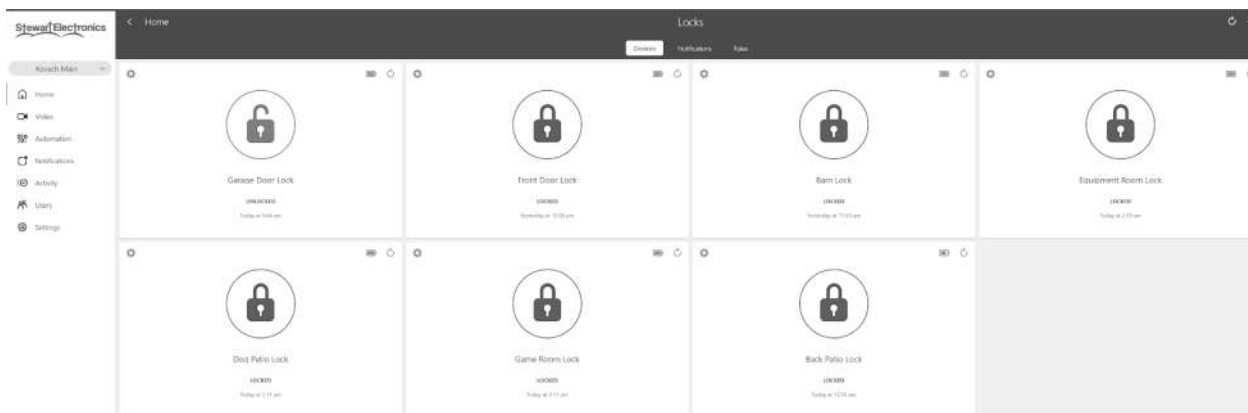 Stewart Electronics
Home
Locks
Devices
Notifications
Rules
Kovach Main
Home
Video
Automation
Notifications
Activity
Users
Settings
Garage Door Lock
UNLOCKED
Front Door Lock
LOCKED
Barn Lock
LOCKED
Equipment Room Lock
LOCKED
Dog Patio Lock
LOCKED
Game Room Lock
LOCKED
Back Patio Lock
LOCKED